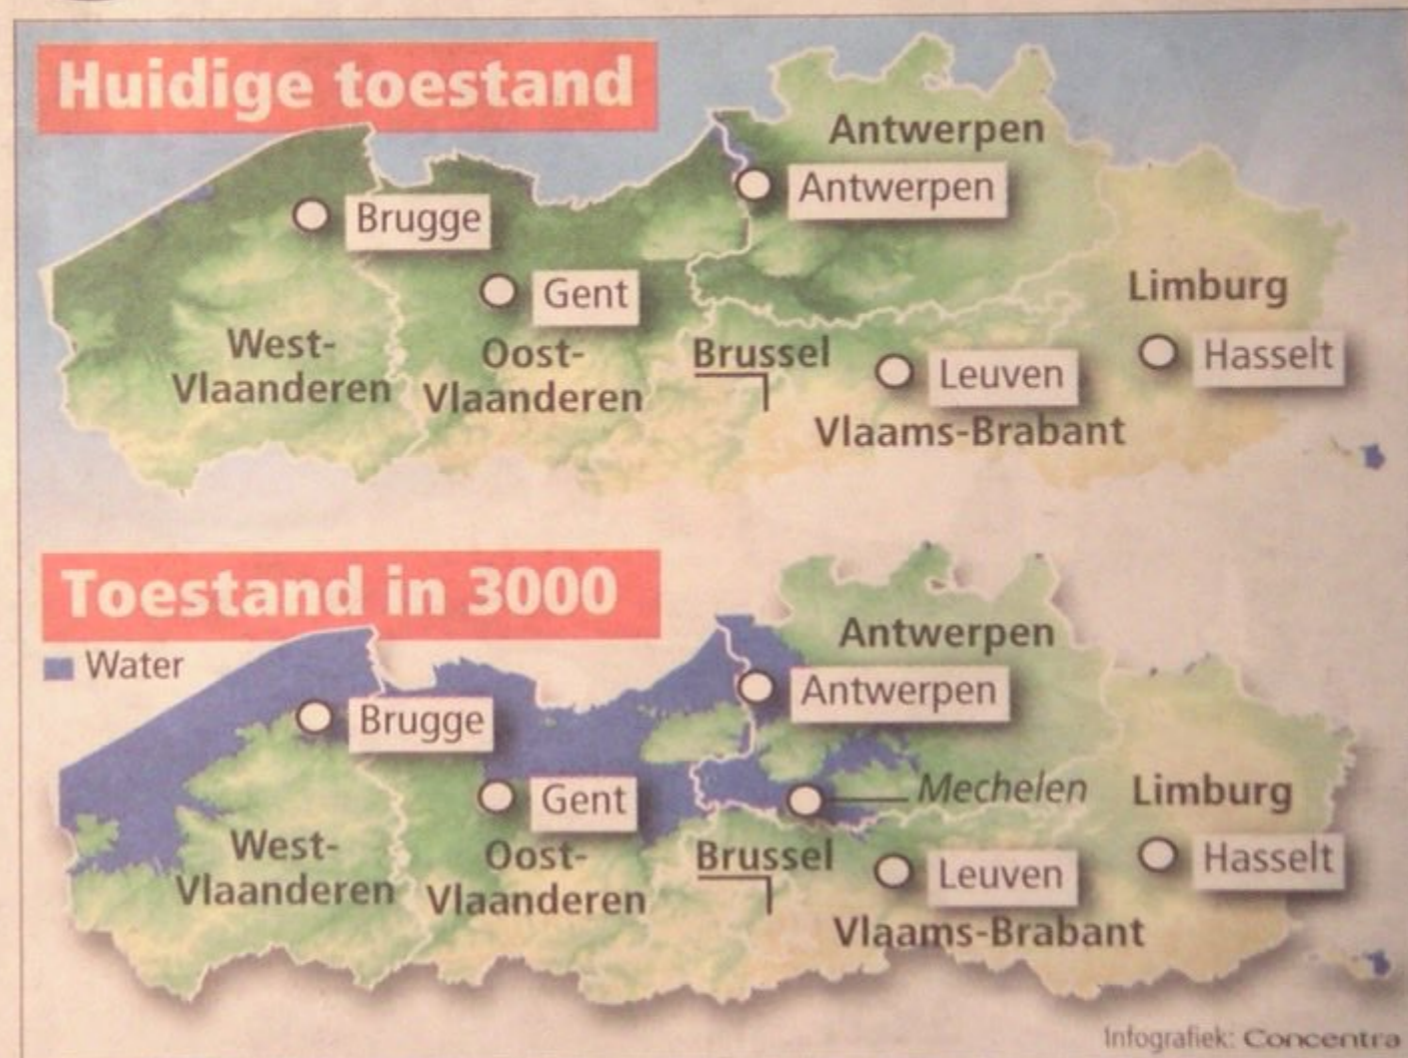 Huidige toestand
Antwerpen
Antwerpen
Brugge
Gent
Limburg
West-
Vlaanderen
Oost-
Vlaanderen
Brussel
Leuven
Hasselt
Vlaams-Brabant
Toestand in 3000
Water
Antwerpen
Antwerpen
Brugge
Gent
Mechelen
Limburg
West-
Vlaanderen
Oost-
Vlaanderen
Brussel
Leuven
Hasselt
Vlaams-Brabant
Infografiek: Concentra